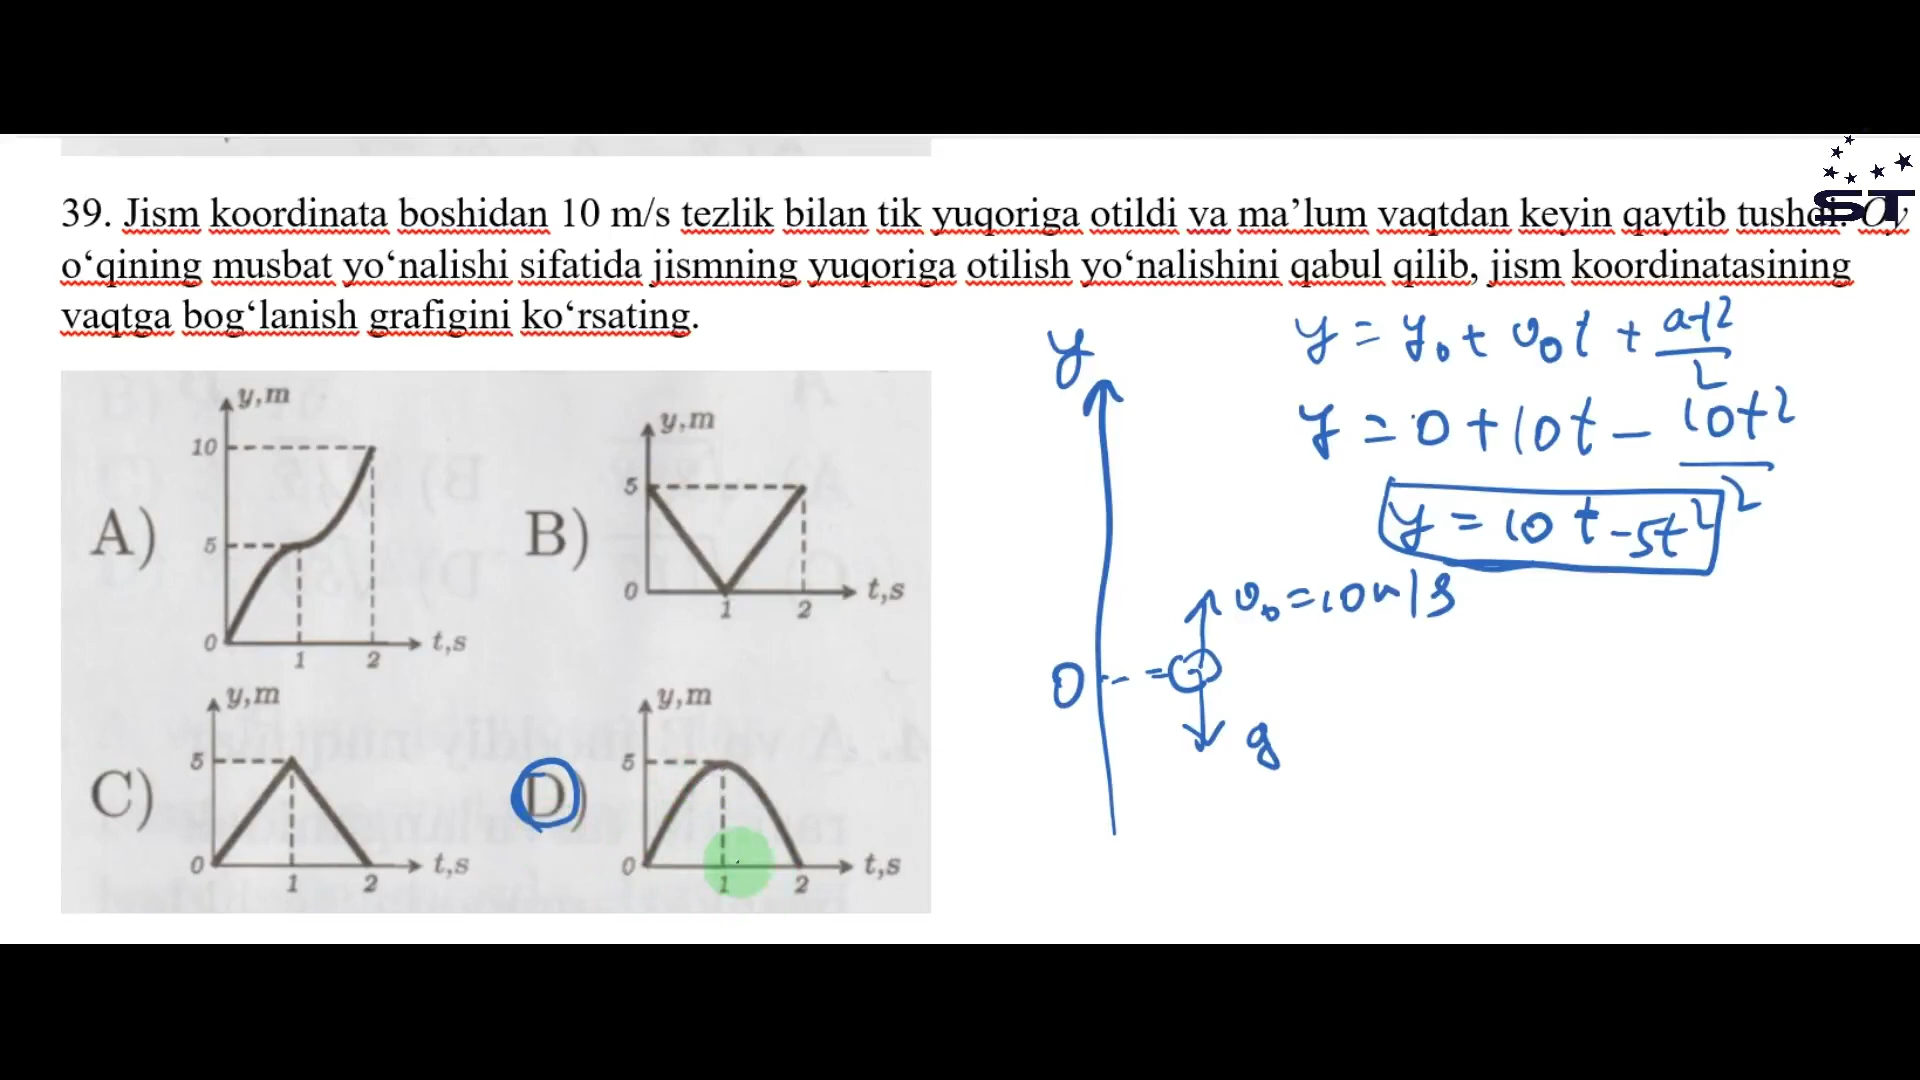 39. Jism koordinata boshidan 10 m/s tezlik bilan tik yuqoriga otildi va ma’lum vaqtdan keyin qaytib tushdi. Oy
o‘qining musbat yo‘nalishi sifatida jismning yuqoriga otilish yo‘nalishini qabul qilib, jism koordinatasining
vaqtga bog‘lanish grafigini ko‘rsating.
ST
y = y₀ + υ₀t + at²/2
y = 0 + 10t - 10t²/2
y = 10t - 5t²
y
υ₀ = 10m/s
0
g
A)
y,m
10
5
0
1
2
t,s
B)
y,m
5
0
1
2
t,s
C)
y,m
5
0
1
2
t,s
D)
y,m
5
0
1
2
t,s